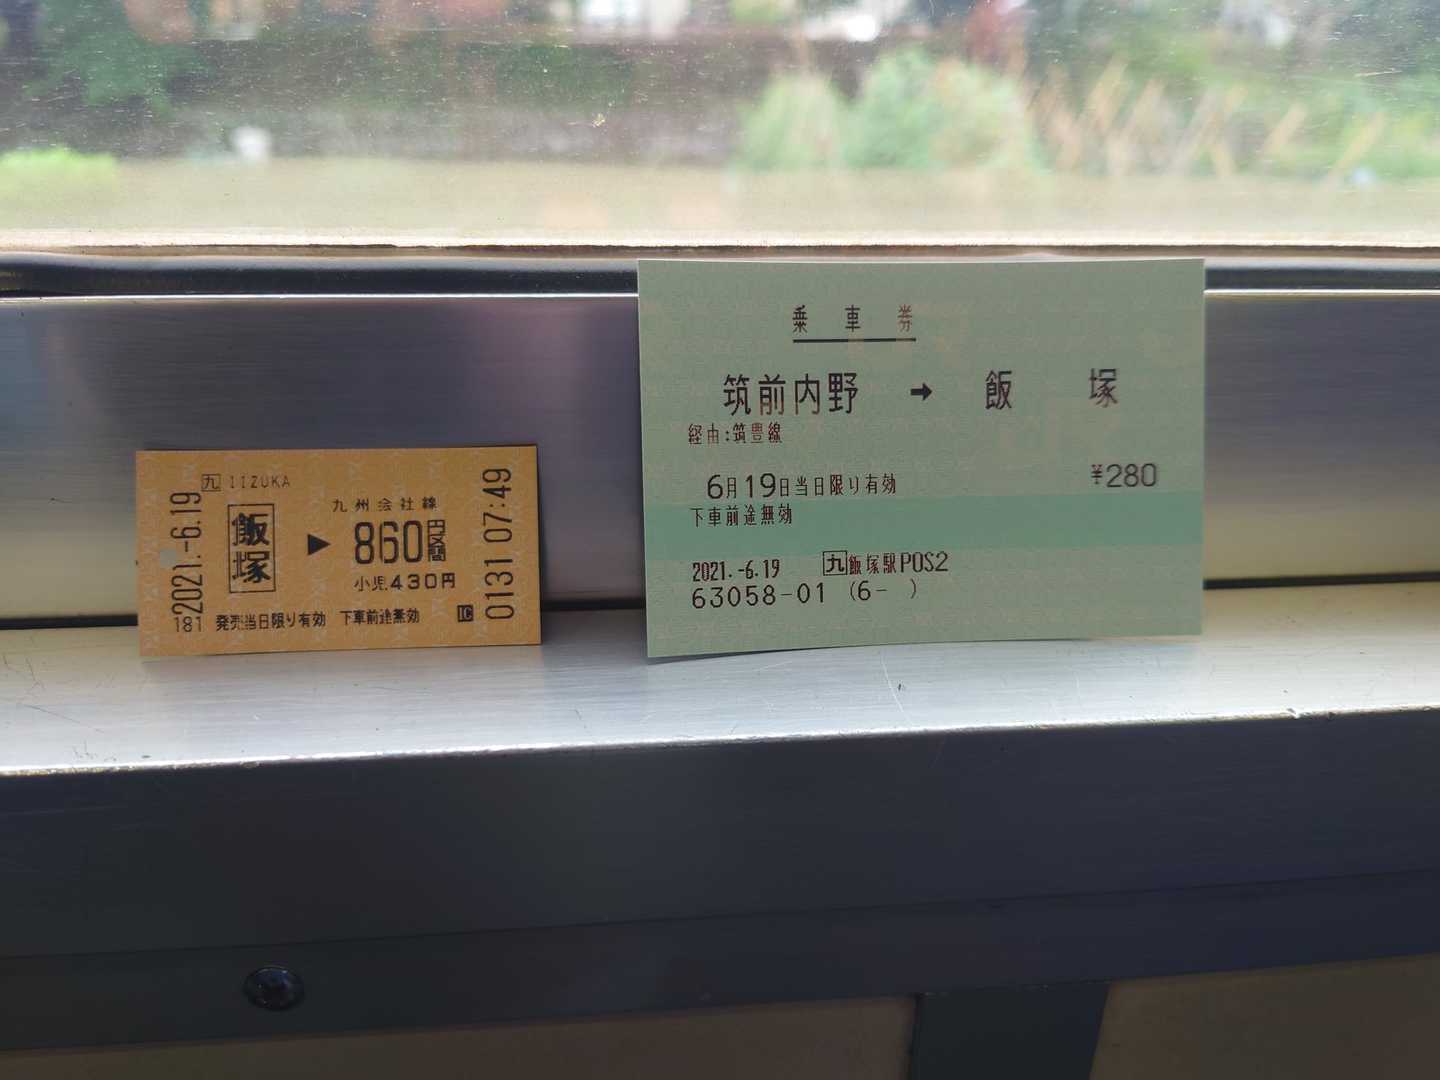 九 IIZUKA
2021.-6.19
飯塚 ▶
九州会社線
860円区間
小児 430円
181 発売当日限り有効 下車前途無効 IC
0131 07:49
乗車券
筑前内野 → 飯塚
経由:筑豊線
6月19日当日限り有効 ¥280
下車前途無効
2021.-6.19 九飯塚駅POS2
63058-01 (6- )